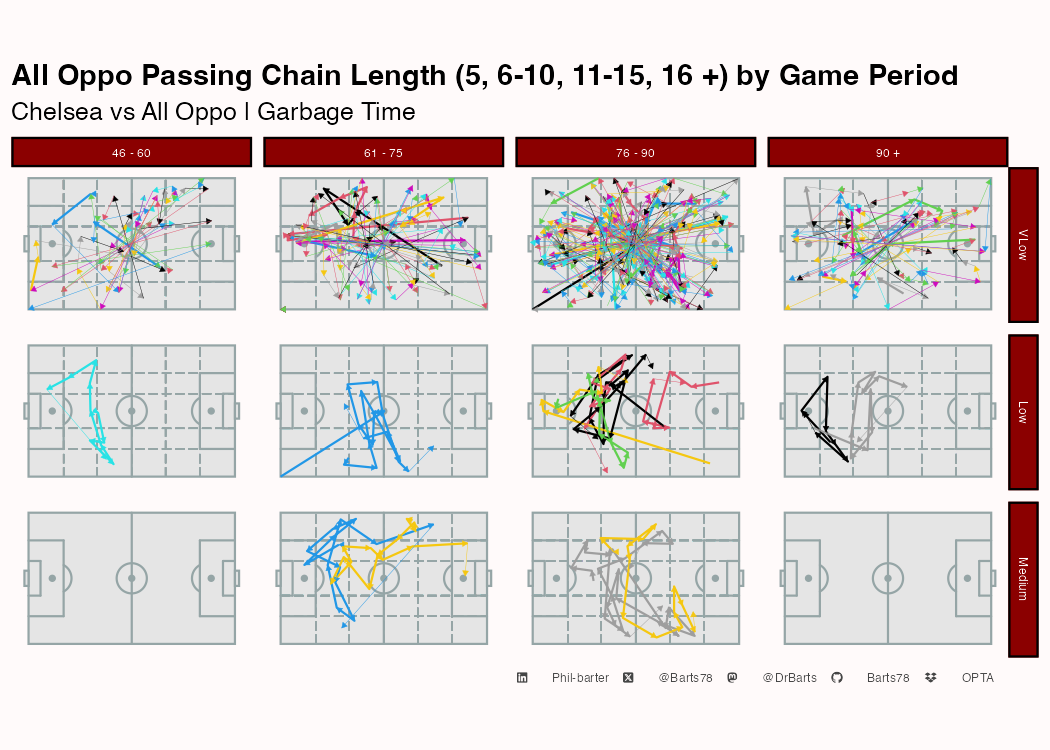 All Oppo Passing Chain Length (5, 6-10, 11-15, 16 +) by Game Period
Chelsea vs All Oppo | Garbage Time
46 - 60 61 - 75 76 - 90 90 +
VLow
Low
Medium
Phil-barter @Barts78 @DrBarts Barts78 OPTA